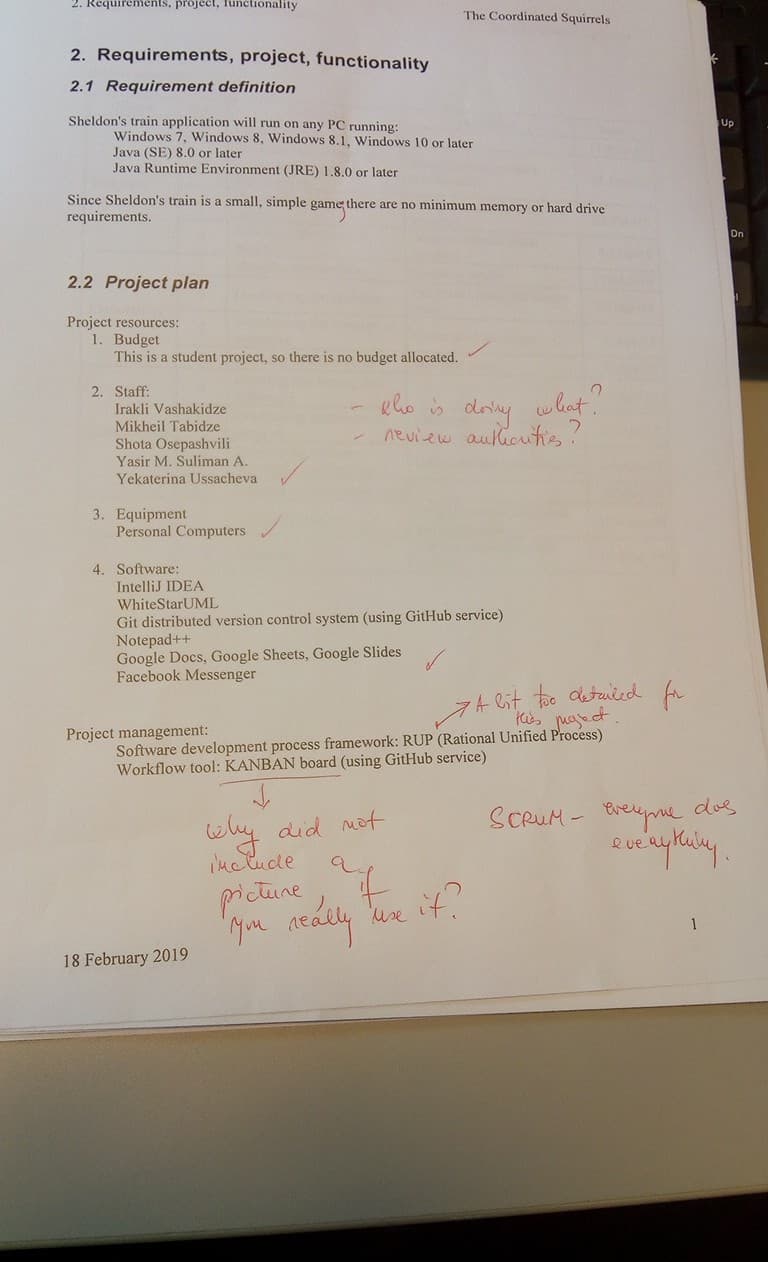 2. Requirements, project, functionality
The Coordinated Squirrels
2. Requirements, project, functionality
2.1 Requirement definition
Sheldon's train application will run on any PC running:
Windows 7, Windows 8, Windows 8.1, Windows 10 or later
Java (SE) 8.0 or later
Java Runtime Environment (JRE) 1.8.0 or later
Since Sheldon's train is a small, simple game, there are no minimum memory or hard drive
requirements.
2.2 Project plan
Project resources:
1. Budget
This is a student project, so there is no budget allocated.
2. Staff:
Irakli Vashakidze
Mikheil Tabidze
Shota Osepashvili
Yasir M. Suliman A.
Yekaterina Ussacheva
- who is doing what?
- review authorities?
3. Equipment
Personal Computers
4. Software:
IntelliJ IDEA
WhiteStarUML
Git distributed version control system (using GitHub service)
Notepad++
Google Docs, Google Sheets, Google Slides
Facebook Messenger
A bit too detailed for
this project.
Project management:
Software development process framework: RUP (Rational Unified Process)
Workflow tool: KANBAN board (using GitHub service)
Why did not
include a
picture, if
you really use it?
SCRUM - everyone does
everything.
18 February 2019
1
Up
Dn